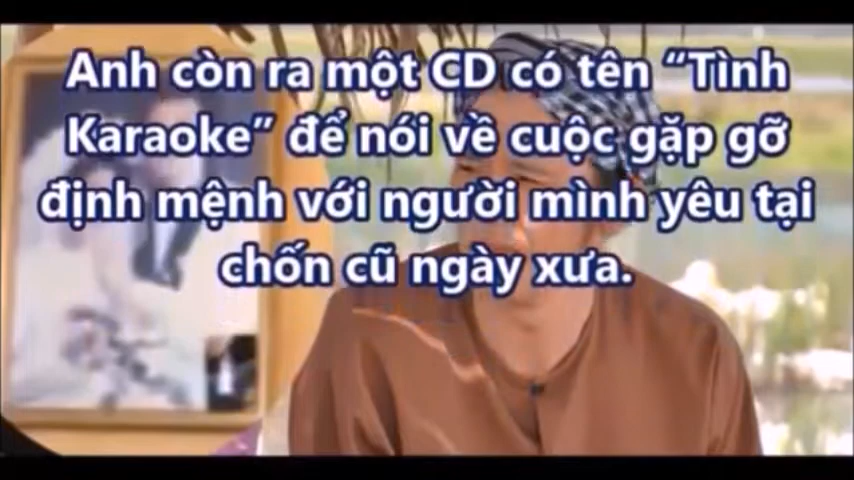 Anh còn ra một CD có tên “Tình
Karaoke” để nói về cuộc gặp gỡ
định mệnh với người mình yêu tại
chốn cũ ngày xưa.